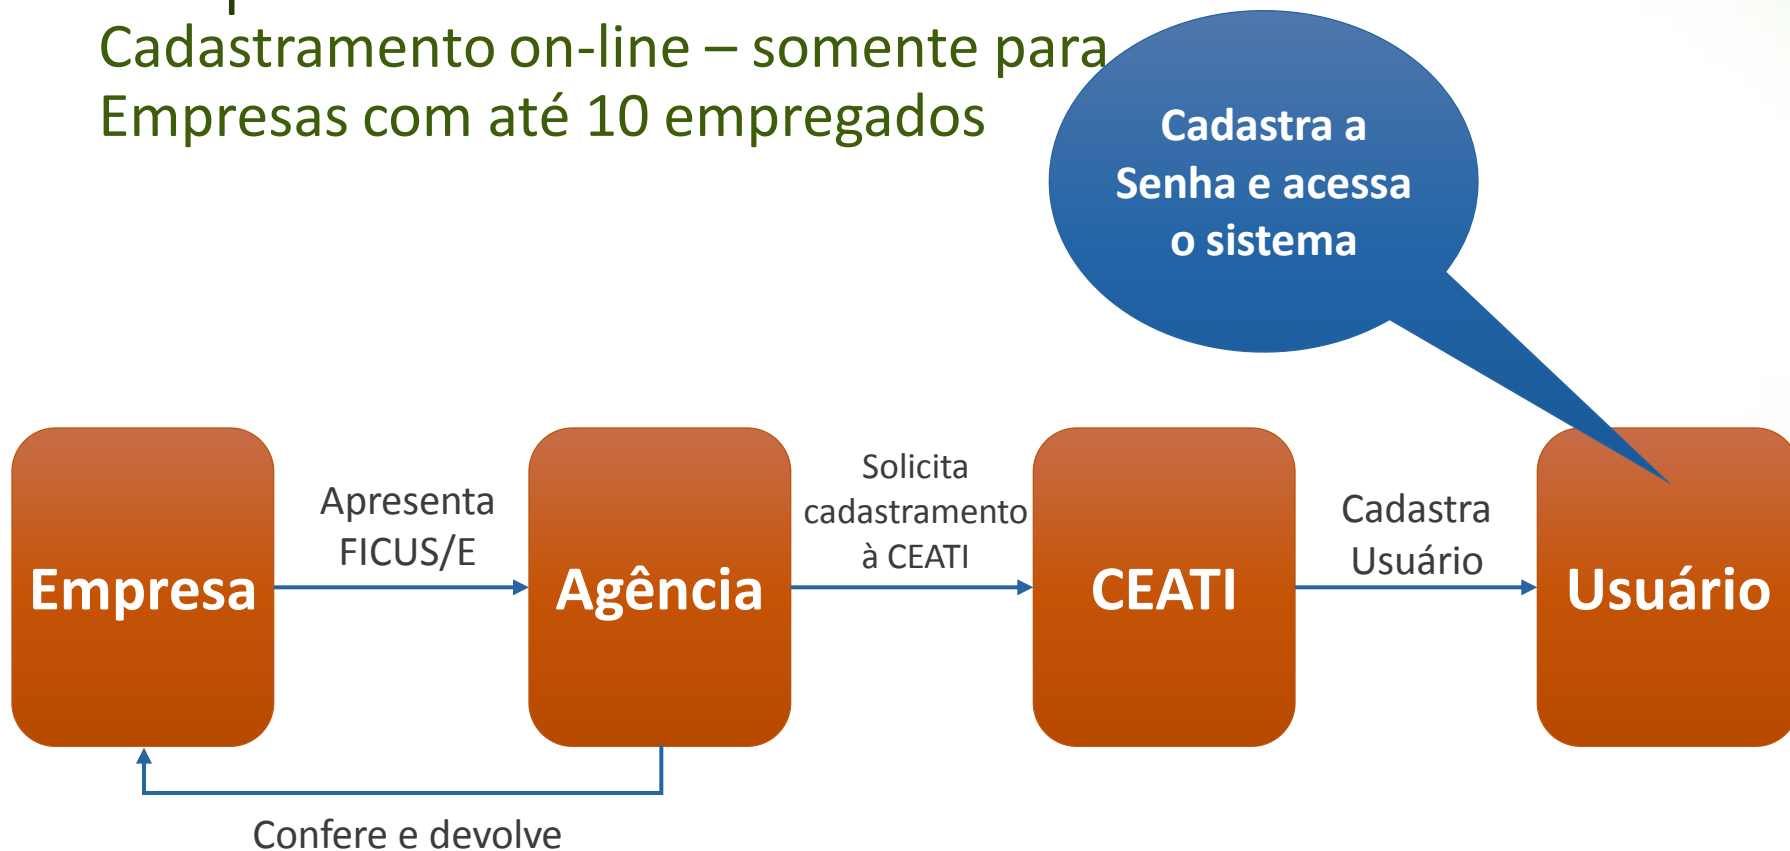 Cadastramento on-line – somente para
Empresas com até 10 empregados
Cadastra a
Senha e acessa
o sistema
Empresa
Apresenta
FICUS/E
Agência
Solicita
cadastramento
à CEATI
CEATI
Cadastra
Usuário
Usuário
Confere e devolve